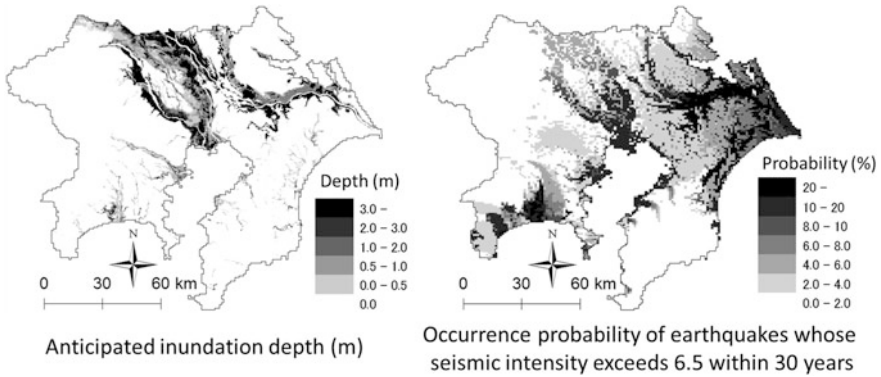 Depth (m)
3.0 -
2.0 - 3.0
1.0 - 2.0
0.5 - 1.0
0.0 - 0.5
0.0
N
0 30 60 km
Anticipated inundation depth (m)
Probability (%)
20 -
10 - 20
8.0 - 10
6.0 - 8.0
4.0 - 6.0
2.0 - 4.0
0.0 - 2.0
N
0 30 60 km
Occurrence probability of earthquakes whose
seismic intensity exceeds 6.5 within 30 years